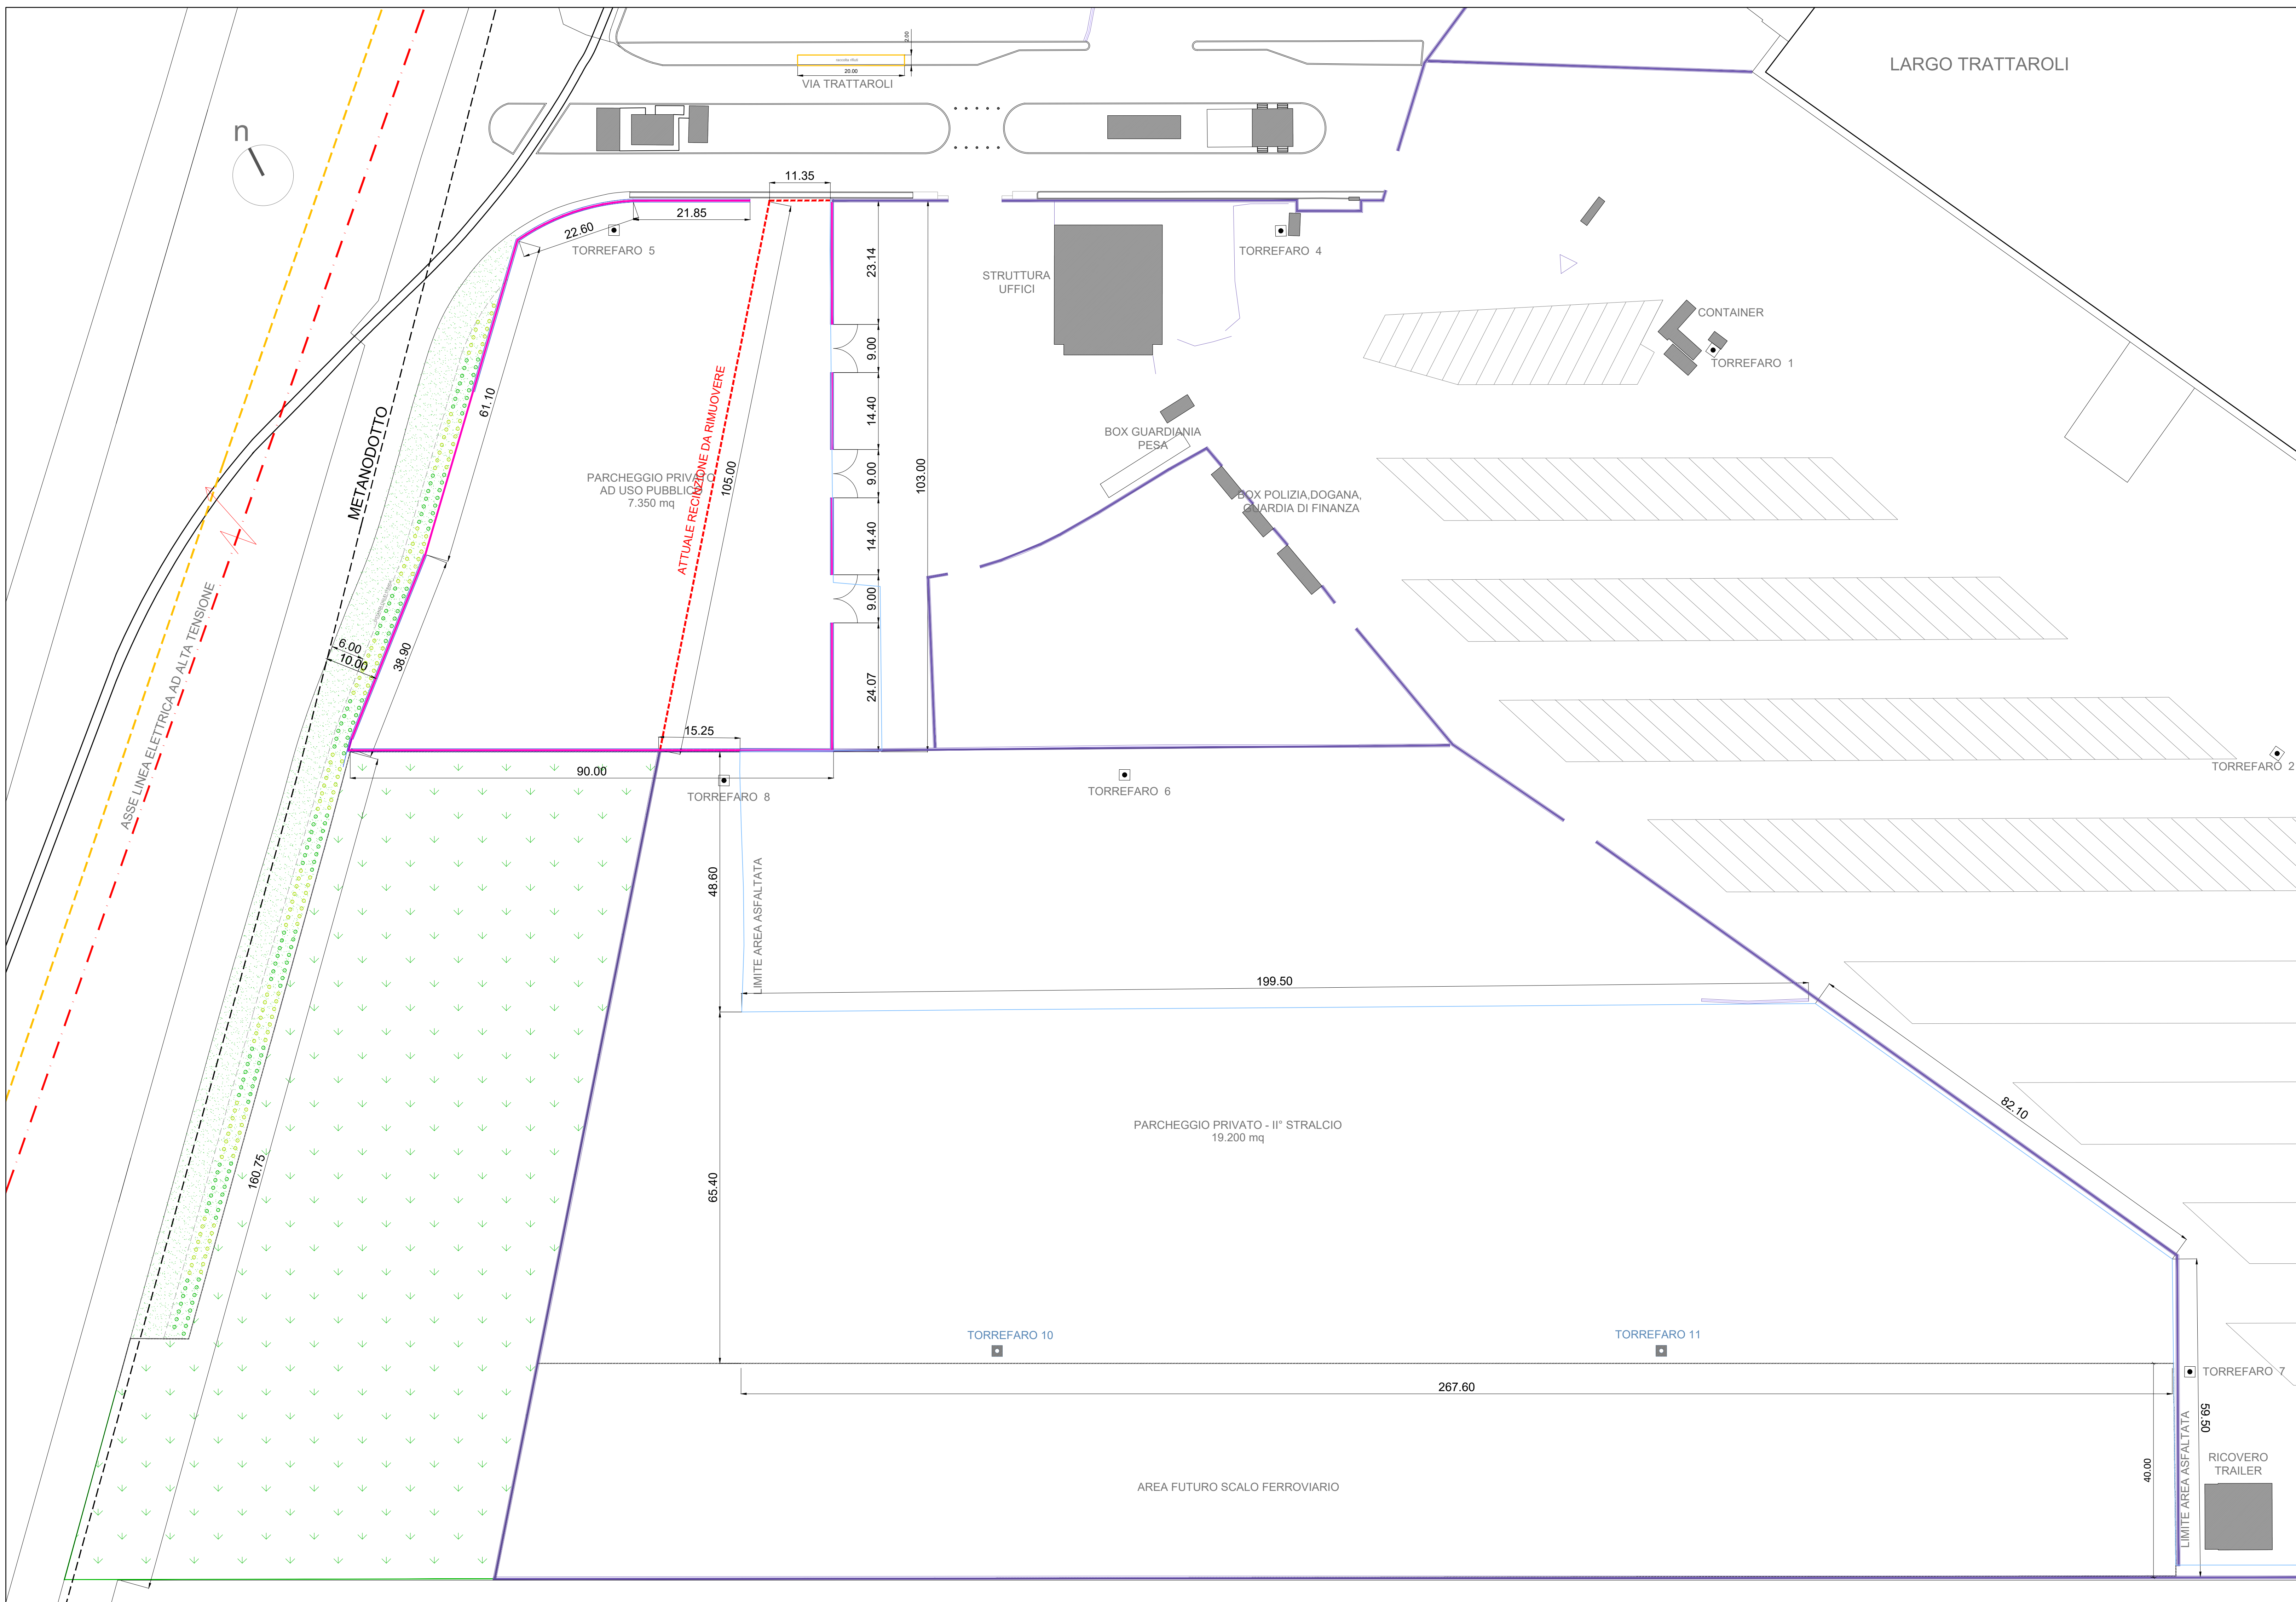 2.00
raccolta rifiuti
20.00
VIA TRATTAROLI
LARGO TRATTAROLI
n
11.35
21.85
22.60
TORREFARO 5
TORREFARO 4
STRUTTURA
UFFICI
23.14
CONTAINER
TORREFARO 1
9.00
61.10
14.40
METANODOTTO
BOX GUARDIANIA
PESA
ATTUALE RECINZIONE DA RIMUOVERE
105.00
103.00
9.00
PARCHEGGIO PRIVATO
AD USO PUBBLICO
7.350 mq
BOX POLIZIA,DOGANA,
GUARDIA DI FINANZA
14.40
9.00
ASSE LINEA ELETTRICA AD ALTA TENSIONE
6.00
10.00
38.90
24.07
15.25
90.00
TORREFARO 8
TORREFARO 6
TORREFARO 2
48.60
LIMITE AREA ASFALTATA
199.50
82.10
PARCHEGGIO PRIVATO - II° STRALCIO
19.200 mq
160.75
65.40
TORREFARO 10
TORREFARO 11
TORREFARO 7
267.60
59.50
40.00
LIMITE AREA ASFALTATA
RICOVERO
TRAILER
AREA FUTURO SCALO FERROVIARIO